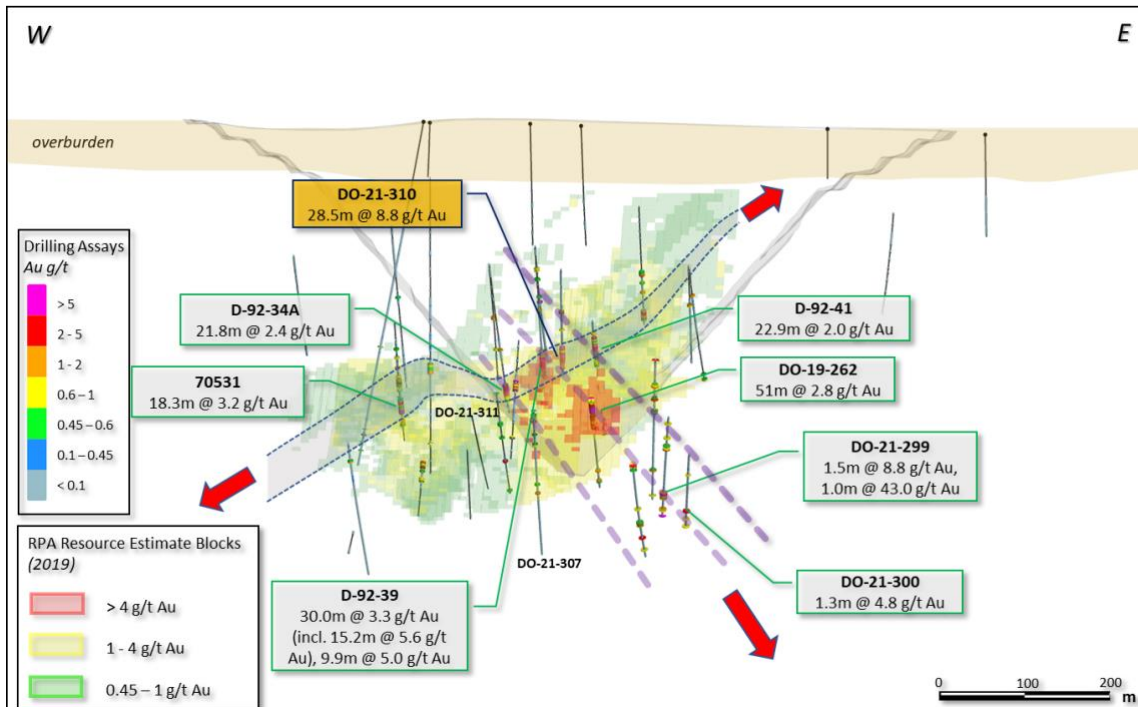 W
E
overburden
DO-21-310
28.5m @ 8.8 g/t Au
Drilling Assays
Au g/t
> 5
2 - 5
1 - 2
0.6 – 1
0.45 – 0.6
0.1 – 0.45
< 0.1
D-92-34A
21.8m @ 2.4 g/t Au
70531
18.3m @ 3.2 g/t Au
DO-21-311
D-92-41
22.9m @ 2.0 g/t Au
DO-19-262
51m @ 2.8 g/t Au
DO-21-299
1.5m @ 8.8 g/t Au,
1.0m @ 43.0 g/t Au
DO-21-307
DO-21-300
1.3m @ 4.8 g/t Au
D-92-39
30.0m @ 3.3 g/t Au
(incl. 15.2m @ 5.6 g/t
Au), 9.9m @ 5.0 g/t Au
RPA Resource Estimate Blocks
(2019)
> 4 g/t Au
1 - 4 g/t Au
0.45 – 1 g/t Au
0 100 200
m